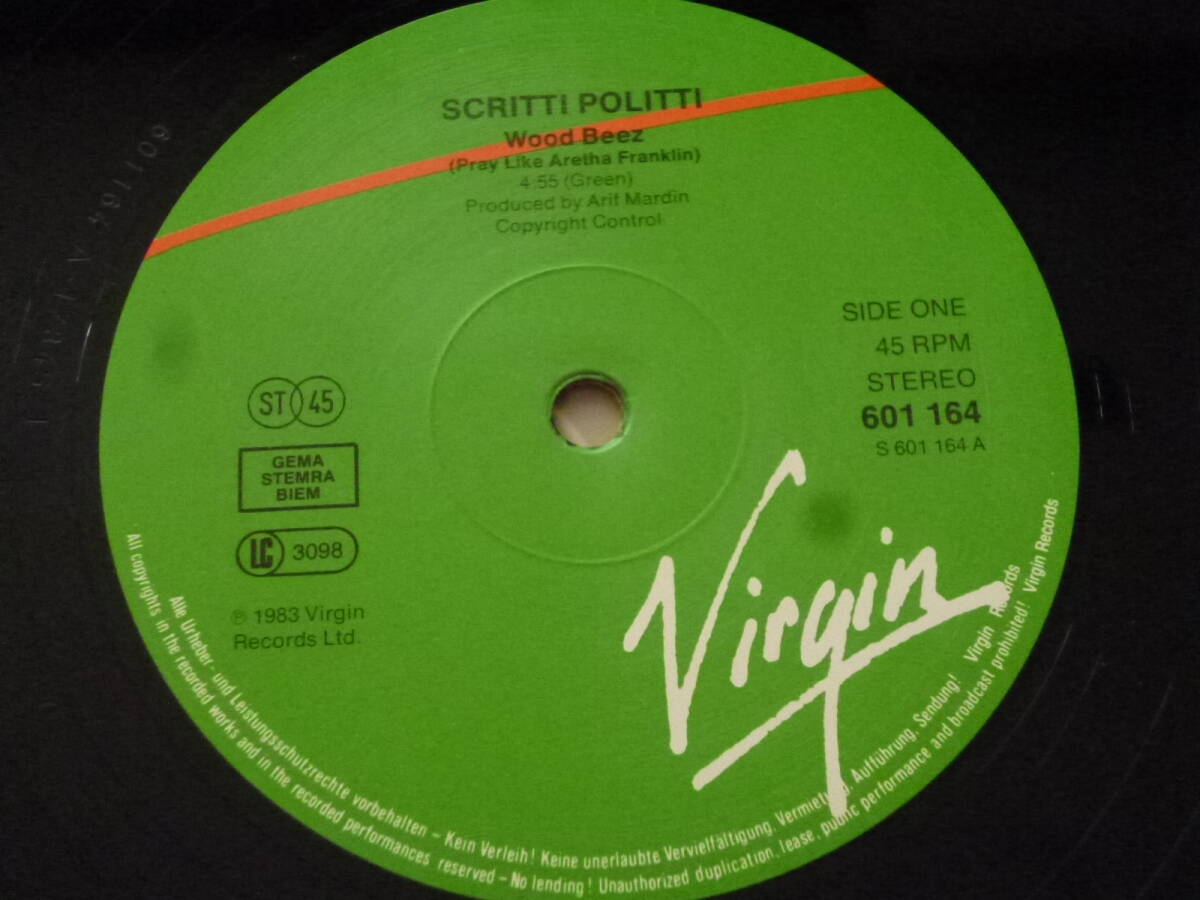 SCRITTI POLITTI
Wood Beez
(Pray Like Aretha Franklin)
4:55 (Green)
Produced by Arif Mardin
Copyright Control
SIDE ONE
45 RPM
STEREO
601 164
S 601 164 A
ST 45
GEMA
STEMRA
BIEM
LC 3098
℗ 1983 Virgin
Records Ltd.
Virgin
Alle Urheber- und Leistungsschutzrechte vorbehalten – Kein Verleih! Keine unerlaubte Vervielfältigung, Vermietung, Aufführung, Sendung! Virgin Records
All copyrights in the recorded works and in the recorded performances reserved – No lending! Unauthorized duplication, lease, public performance and broadcast prohibited! Virgin Records
601164